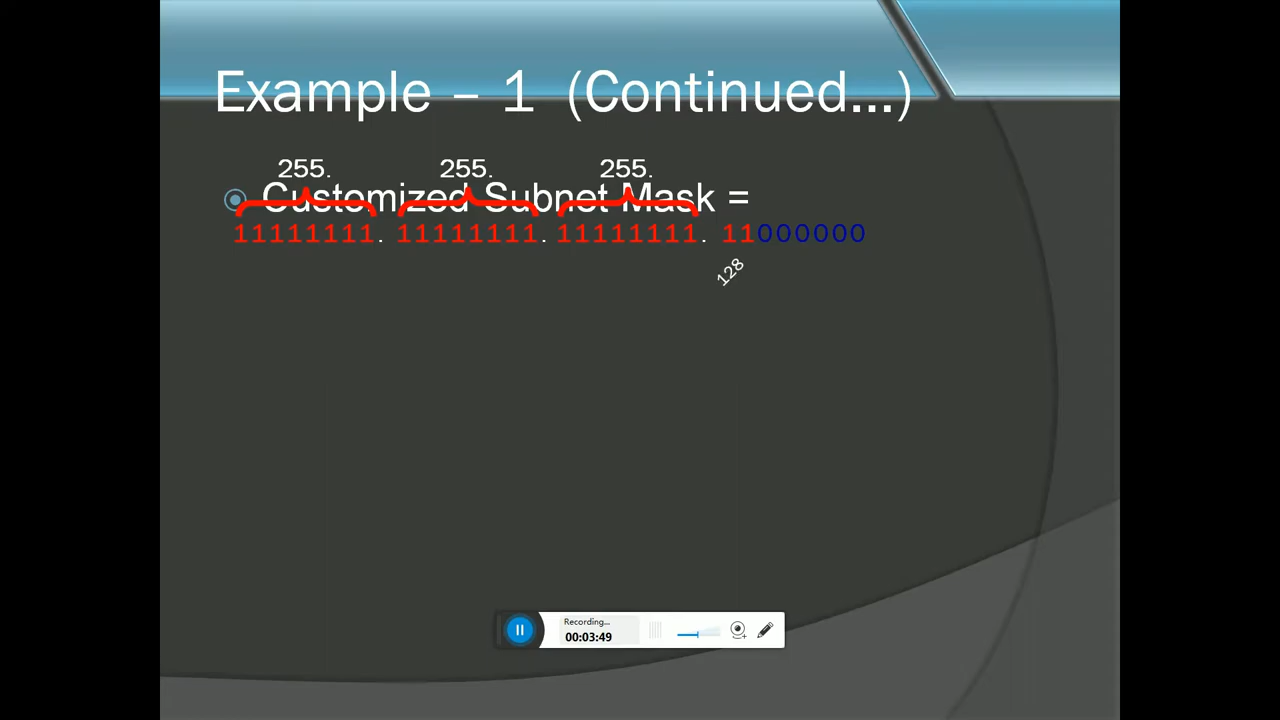 Example – 1 (Continued...)
255. 255. 255.
Customized Subnet Mask =
11111111. 11111111. 11111111. 11000000
128
Recording...
00:03:49